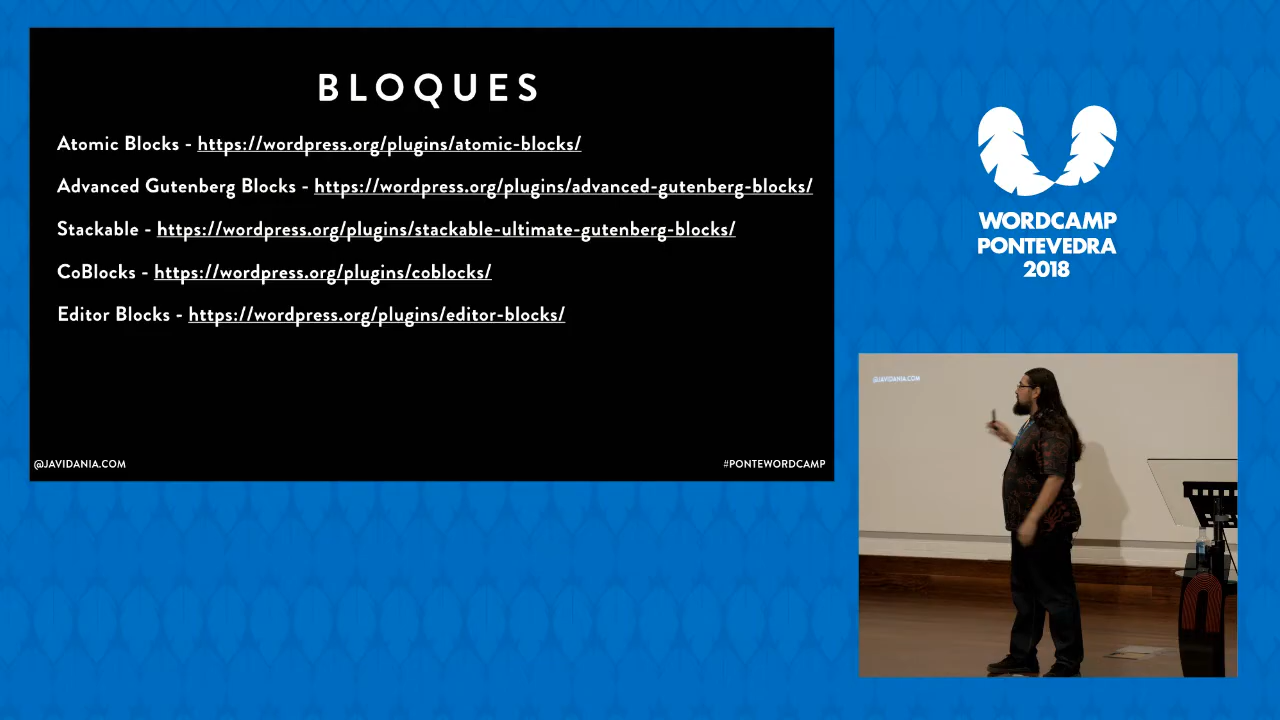 BLOQUES
Atomic Blocks - https://wordpress.org/plugins/atomic-blocks/
Advanced Gutenberg Blocks - https://wordpress.org/plugins/advanced-gutenberg-blocks/
Stackable - https://wordpress.org/plugins/stackable-ultimate-gutenberg-blocks/
CoBlocks - https://wordpress.org/plugins/coblocks/
Editor Blocks - https://wordpress.org/plugins/editor-blocks/
@JAVIDANIA.COM
#PONTEWORDCAMP
WORDCAMP
PONTEVEDRA
2018
@JAVIDANIA.COM